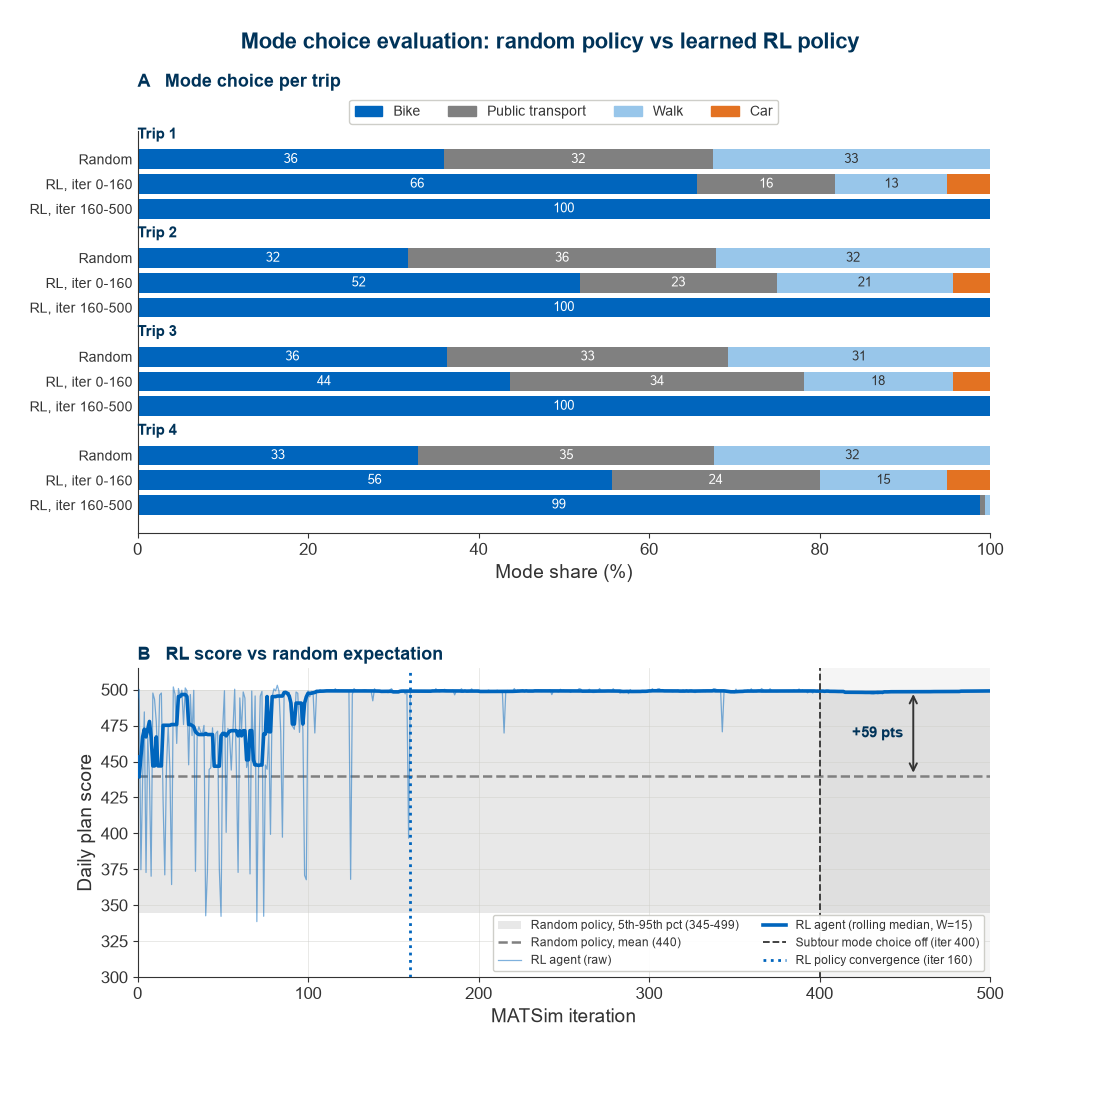 Mode choice evaluation: random policy vs learned RL policy
A Mode choice per trip
Bike Public transport Walk Car
Trip 1
Random 36 32 33
RL, iter 0-160 66 16 13
RL, iter 160-500 100
Trip 2
Random 32 36 32
RL, iter 0-160 52 23 21
RL, iter 160-500 100
Trip 3
Random 36 33 31
RL, iter 0-160 44 34 18
RL, iter 160-500 100
Trip 4
Random 33 35 32
RL, iter 0-160 56 24 15
RL, iter 160-500 99
0 20 40 60 80 100
Mode share (%)
B RL score vs random expectation
Daily plan score
500
475
+59 pts
450
425
400
375
350
325
300
Random policy, 5th-95th pct (345-499)
Random policy, mean (440)
RL agent (raw)
RL agent (rolling median, W=15)
Subtour mode choice off (iter 400)
RL policy convergence (iter 160)
0 100 200 300 400 500
MATSim iteration